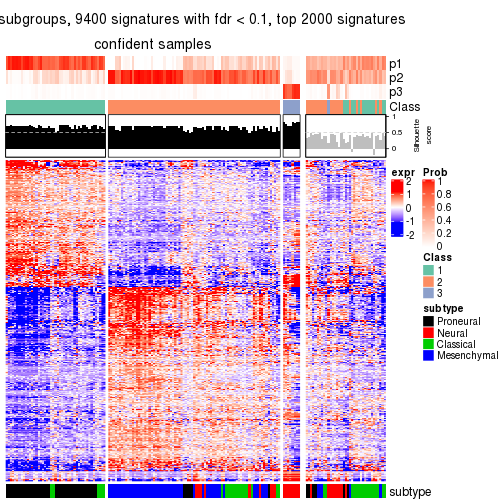 subgroups, 9400 signatures with fdr < 0.1, top 2000 signatures
confident samples
p1
p2
p3
Class
1
0.5
0
Silhouette
score
expr
2
1
0
-1
-2
Prob
1
0.8
0.6
0.4
0.2
0
Class
1
2
3
subtype
Proneural
Neural
Classical
Mesenchymal
subtype